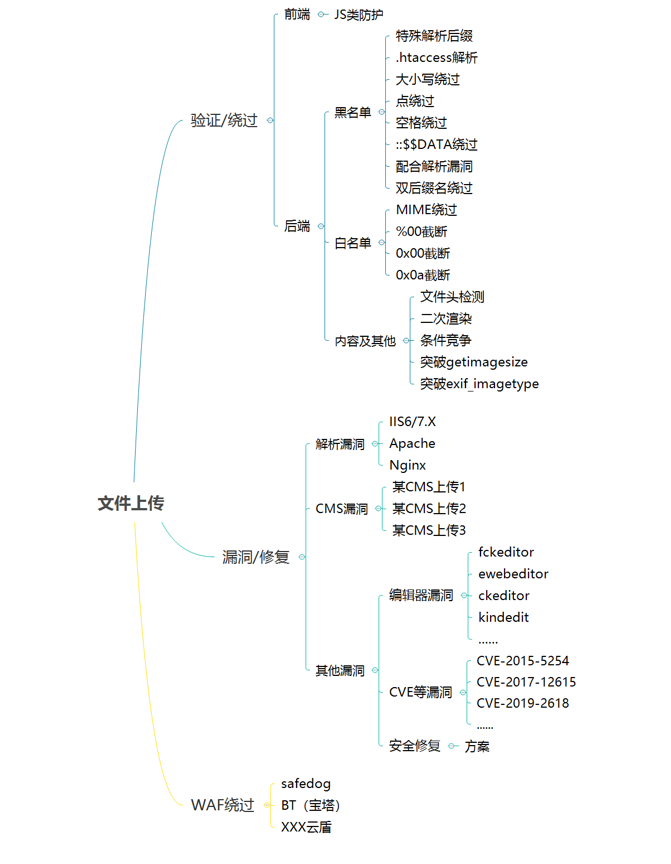 文件上传
验证/绕过
前端
JS类防护
后端
黑名单
特殊解析后缀
.htaccess解析
大小写绕过
点绕过
空格绕过
::$$DATA绕过
配合解析漏洞
双后缀名绕过
白名单
MIME绕过
%00截断
0x00截断
0x0a截断
内容及其他
文件头检测
二次渲染
条件竞争
突破getimagesize
突破exif_imagetype
漏洞/修复
解析漏洞
IIS6/7.X
Apache
Nginx
CMS漏洞
某CMS上传1
某CMS上传2
某CMS上传3
其他漏洞
编辑器漏洞
fckeditor
ewebeditor
ckeditor
kindedit
......
CVE等漏洞
CVE-2015-5254
CVE-2017-12615
CVE-2019-2618
......
安全修复
方案
WAF绕过
safedog
BT（宝塔）
XXX云盾